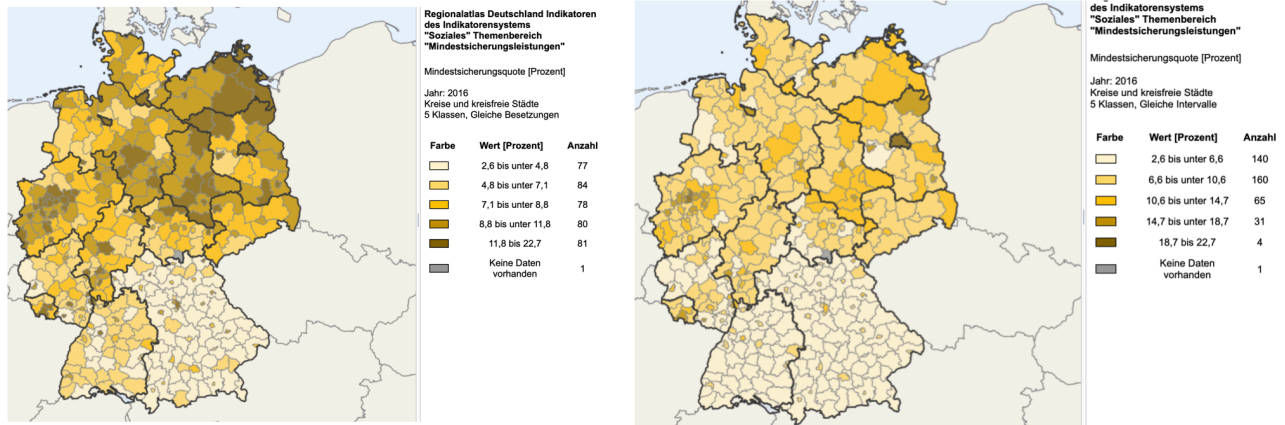 Regionalatlas Deutschland Indikatoren
des Indikatorensystems
"Soziales" Themenbereich
"Mindestsicherungsleistungen"
Mindestsicherungsquote [Prozent]
Jahr: 2016
Kreise und kreisfreie Städte
5 Klassen, Gleiche Besetzungen
Farbe Wert [Prozent] Anzahl
2,6 bis unter 4,8 77
4,8 bis unter 7,1 84
7,1 bis unter 8,8 78
8,8 bis unter 11,8 80
11,8 bis 22,7 81
Keine Daten
vorhanden 1
des Indikatorensystems
"Soziales" Themenbereich
"Mindestsicherungsleistungen"
Mindestsicherungsquote [Prozent]
Jahr: 2016
Kreise und kreisfreie Städte
5 Klassen, Gleiche Intervalle
Farbe Wert [Prozent] Anzahl
2,6 bis unter 6,6 140
6,6 bis unter 10,6 160
10,6 bis unter 14,7 65
14,7 bis unter 18,7 31
18,7 bis 22,7 4
Keine Daten
vorhanden 1